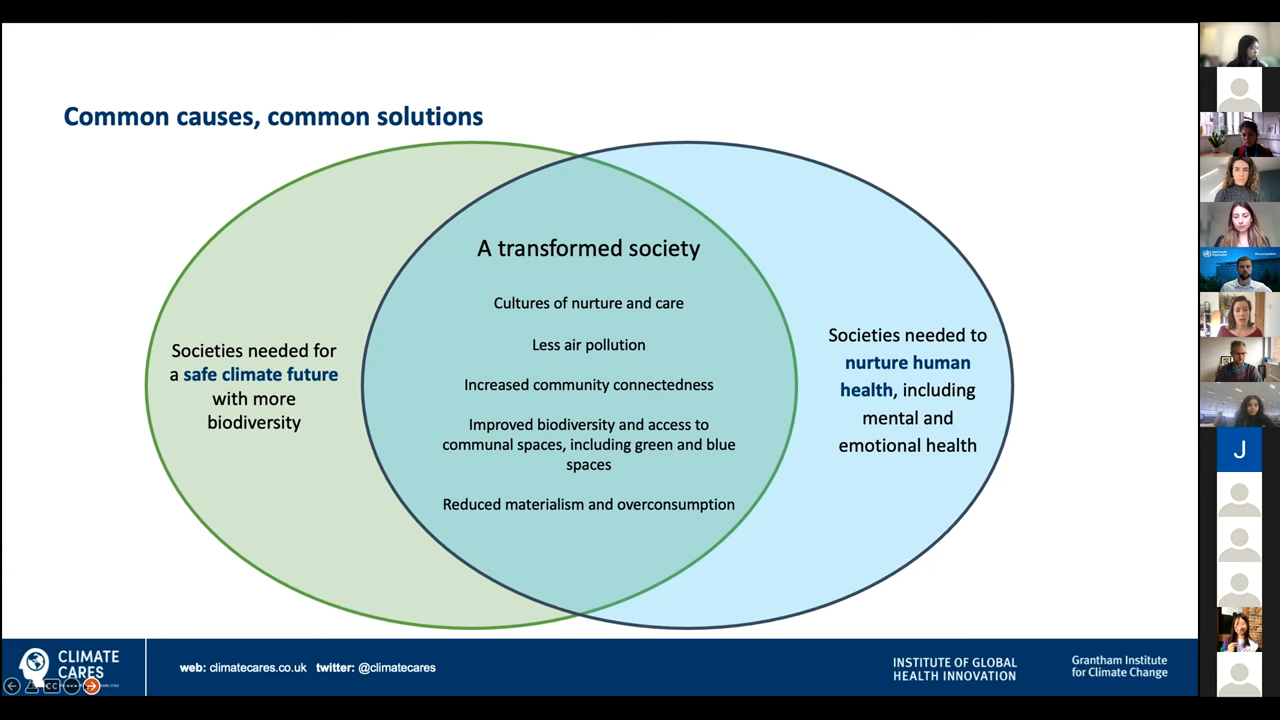 Common causes, common solutions
A transformed society
Cultures of nurture and care
Less air pollution
Increased community connectedness
Improved biodiversity and access to
communal spaces, including green and blue
spaces
Reduced materialism and overconsumption
Societies needed for
a safe climate future
with more
biodiversity
Societies needed to
nurture human
health, including
mental and
emotional health
CLIMATE
CARES
CC
web: climatecares.co.uk twitter: @climatecares
INSTITUTE OF GLOBAL
HEALTH INNOVATION
Grantham Institute
for Climate Change
J